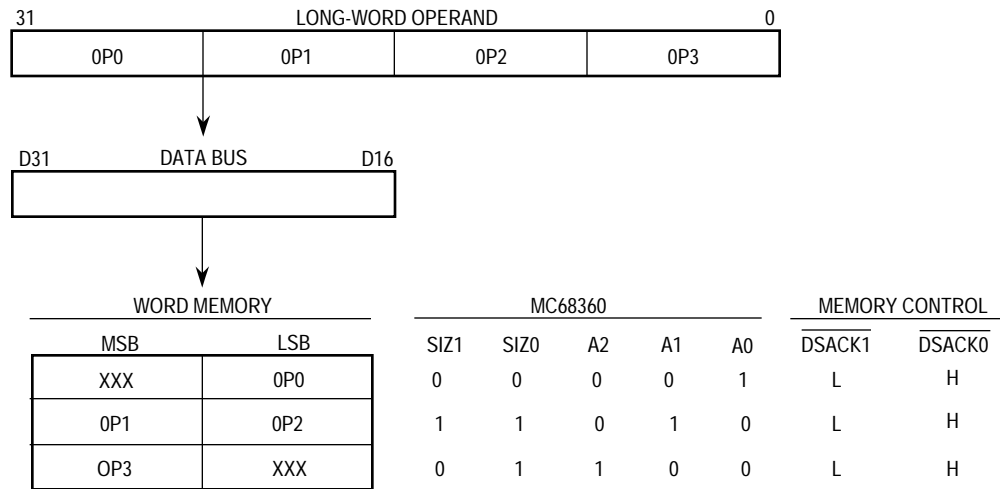 31 LONG-WORD OPERAND 0
0P0 0P1 0P2 0P3
D31 DATA BUS D16
WORD MEMORY MC68360 MEMORY CONTROL
MSB LSB SIZ1 SIZ0 A2 A1 A0 DSACK1 DSACK0
XXX 0P0 0 0 0 0 1 L H
0P1 0P2 1 1 0 1 0 L H
OP3 XXX 0 1 1 0 0 L H